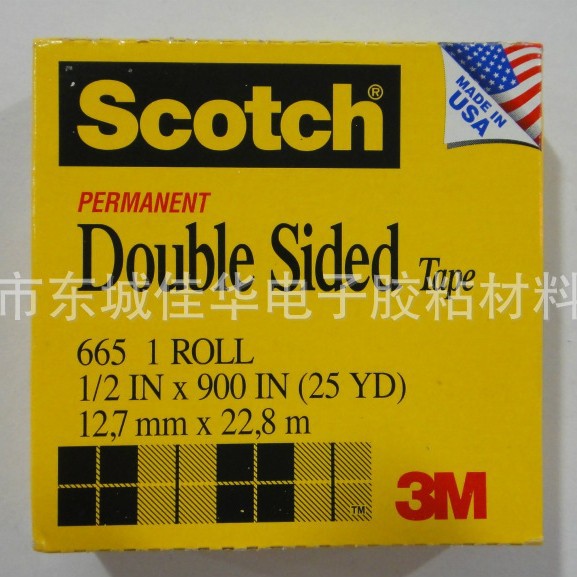 Scotch®
MADE IN
USA
PERMANENT
Double Sided Tape
市东城佳华电子胶粘材料
665 1 ROLL
1/2 IN x 900 IN (25 YD)
12,7 mm x 22,8 m
TM
3M